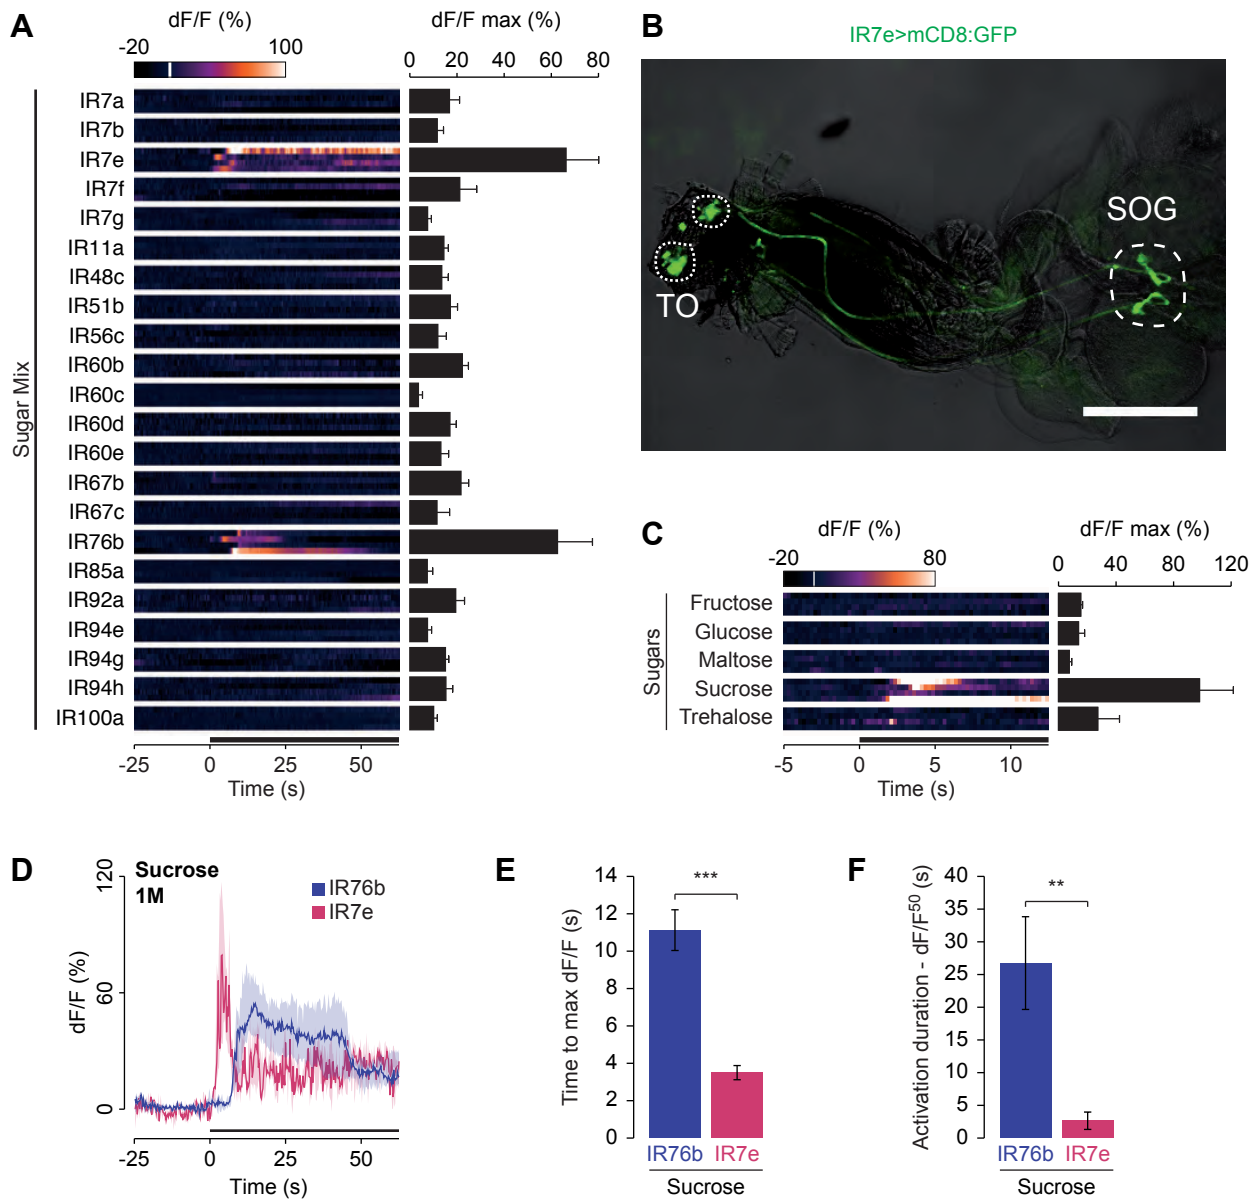 A
dF/F (%)
dF/F max (%)
-20
100
0
20
40
60
80
Sugar Mix
IR7a
IR7b
IR7e
IR7f
IR7g
IR11a
IR48c
IR51b
IR56c
IR60b
IR60c
IR60d
IR60e
IR67b
IR67c
IR76b
IR85a
IR92a
IR94e
IR94g
IR94h
IR100a
-25
0
25
50
Time (s)
B
IR7e>mCD8:GFP
TO
SOG
C
dF/F (%)
dF/F max (%)
-20
80
0
40
80
120
Sugars
Fructose
Glucose
Maltose
Sucrose
Trehalose
-5
0
5
10
Time (s)
D
Sucrose
1M
IR76b
IR7e
dF/F (%)
120
60
0
-25
0
25
50
Time (s)
E
Time to max dF/F (s)
14
12
10
8
6
4
2
0
***
IR76b
IR7e
Sucrose
F
Activation duration - dF/F50 (s)
40
35
30
25
20
15
10
5
0
**
IR76b
IR7e
Sucrose